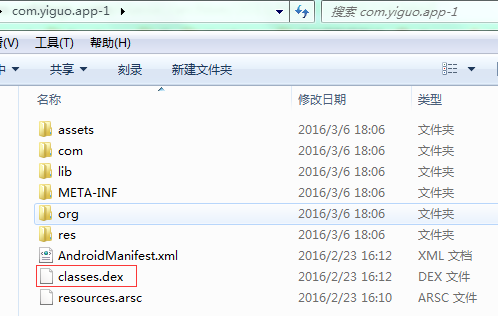 com.yiguo.app-1
搜索 com.yiguo.app-1
(V) 工具(T) 帮助(H)
共享 刻录 新建文件夹
名称 修改日期 类型
assets 2016/3/6 18:06 文件夹
com 2016/3/6 18:06 文件夹
lib 2016/3/6 18:06 文件夹
META-INF 2016/3/6 18:06 文件夹
org 2016/3/6 18:06 文件夹
res 2016/3/6 18:06 文件夹
AndroidManifest.xml 2016/2/23 16:12 XML 文档
classes.dex 2016/2/23 16:12 DEX 文件
resources.arsc 2016/2/23 16:10 ARSC 文件